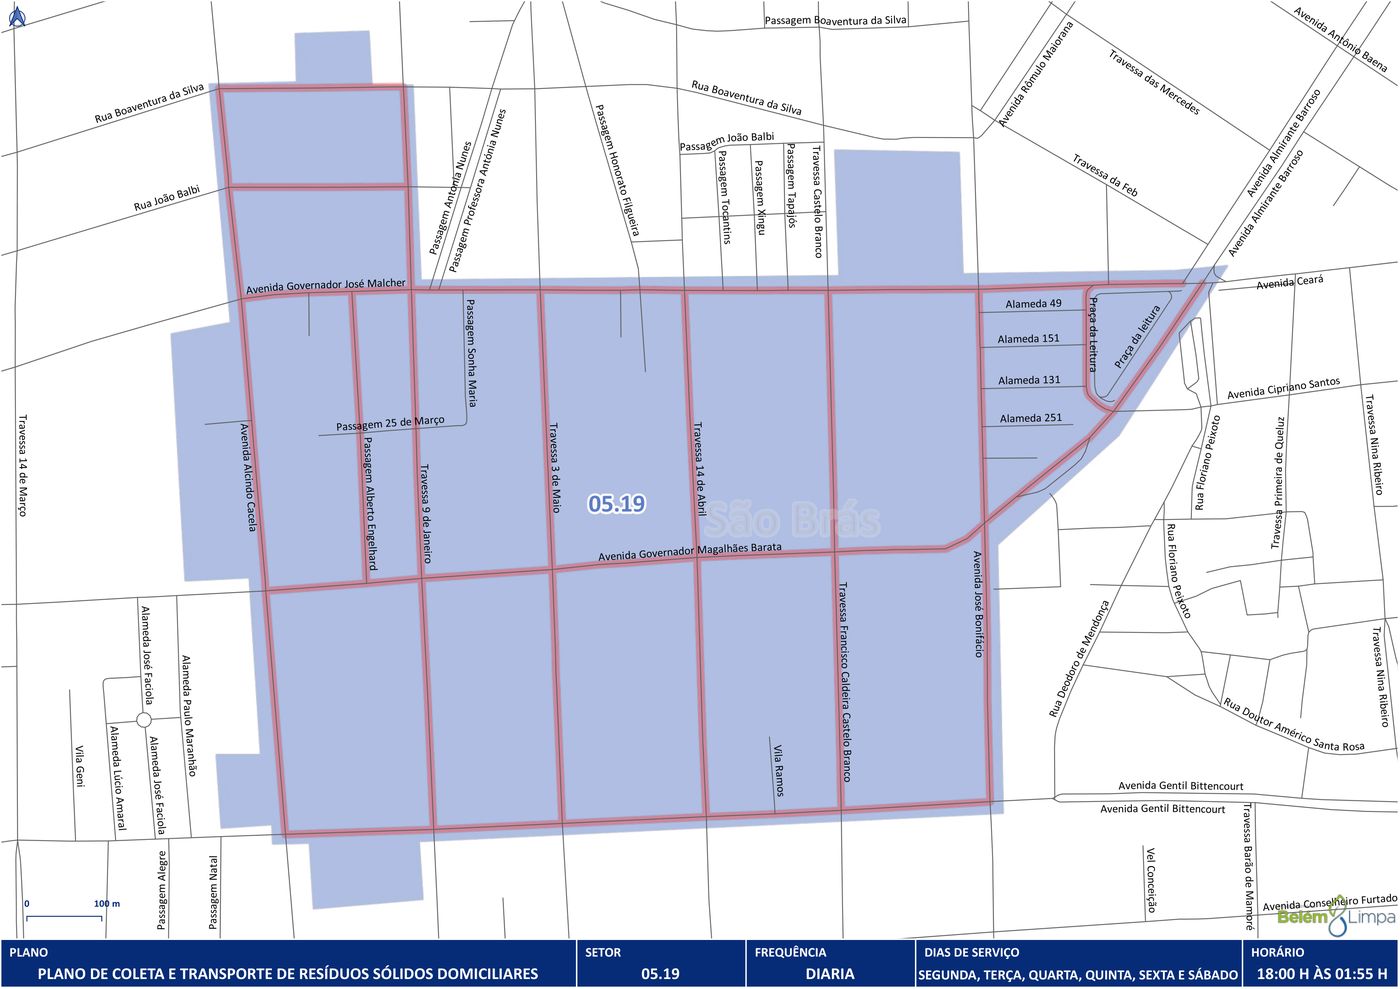 Passagem Boaventura da Silva
Avenida Antônio Baena
Avenida Rômulo Maiorana
Travessa das Mercedes
Rua Boaventura da Silva
Rua Boaventura da Silva
Avenida Almirante Barroso
Avenida Almirante Barroso
Passagem Antonia Nunes
Passagem Professora Antônia Nunes
Passagem Honorato Filgueira
Passagem João Balbi
Passagem Tocantins
Passagem Xingu
Passagem Tapajós
Travessa Castelo Branco
Travessa da Feb
Rua João Balbi
Avenida Governador José Malcher
Avenida Ceará
Passagem Sonha Maria
Alameda 49
Praça da Leitura
Praça da leitura
Alameda 151
Alameda 131
Alameda 251
Avenida Cipriano Santos
Travessa 14 de Março
Avenida Alcindo Cacela
Passagem 25 de Março
Passagem Alberto Engelhard
Travessa 9 de Janeiro
Travessa 3 de Maio
Travessa 14 de Abril
05.19
São Brás
Avenida Governador Magalhães Barata
Rua Floriano Peixoto
Travessa Primeira de Queluz
Travessa Nina Ribeiro
Rua Floriano Peixoto
Avenida José Bonifácio
Travessa Francisco Caldeira Castelo Branco
Rua Deodoro de Mendonça
Travessa Nina Ribeiro
Rua Doutor Américo Santa Rosa
Alameda José Faciola
Alameda Paulo Maranhão
Vila Geni
Alameda Lúcio Amaral
Alameda José Faciola
Vila Ramos
Avenida Gentil Bittencourt
Avenida Gentil Bittencourt
Travessa Barão de Mamoré
Vel Conceição
Passagem Alegre
Passagem Natal
Avenida Conselheiro Furtado
0 100 m
Belém Limpa
PLANO
PLANO DE COLETA E TRANSPORTE DE RESÍDUOS SÓLIDOS DOMICILIARES
SETOR
05.19
FREQUÊNCIA
DIARIA
DIAS DE SERVIÇO
SEGUNDA, TERÇA, QUARTA, QUINTA, SEXTA E SÁBADO
HORÁRIO
18:00 H ÀS 01:55 H